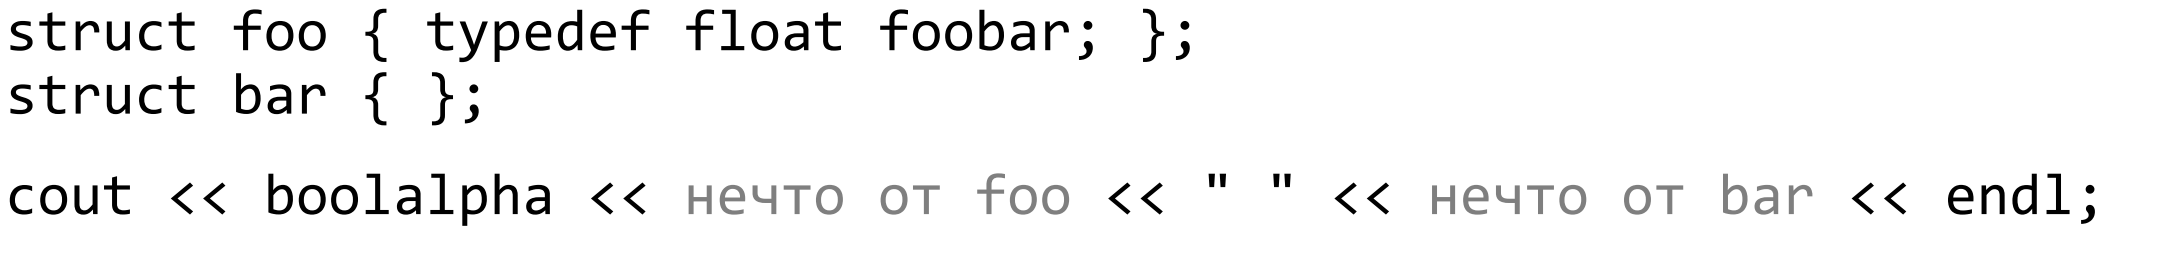 struct foo { typedef float foobar; };
struct bar { };
cout << boolalpha << нечто от foo << " " << нечто от bar << endl;